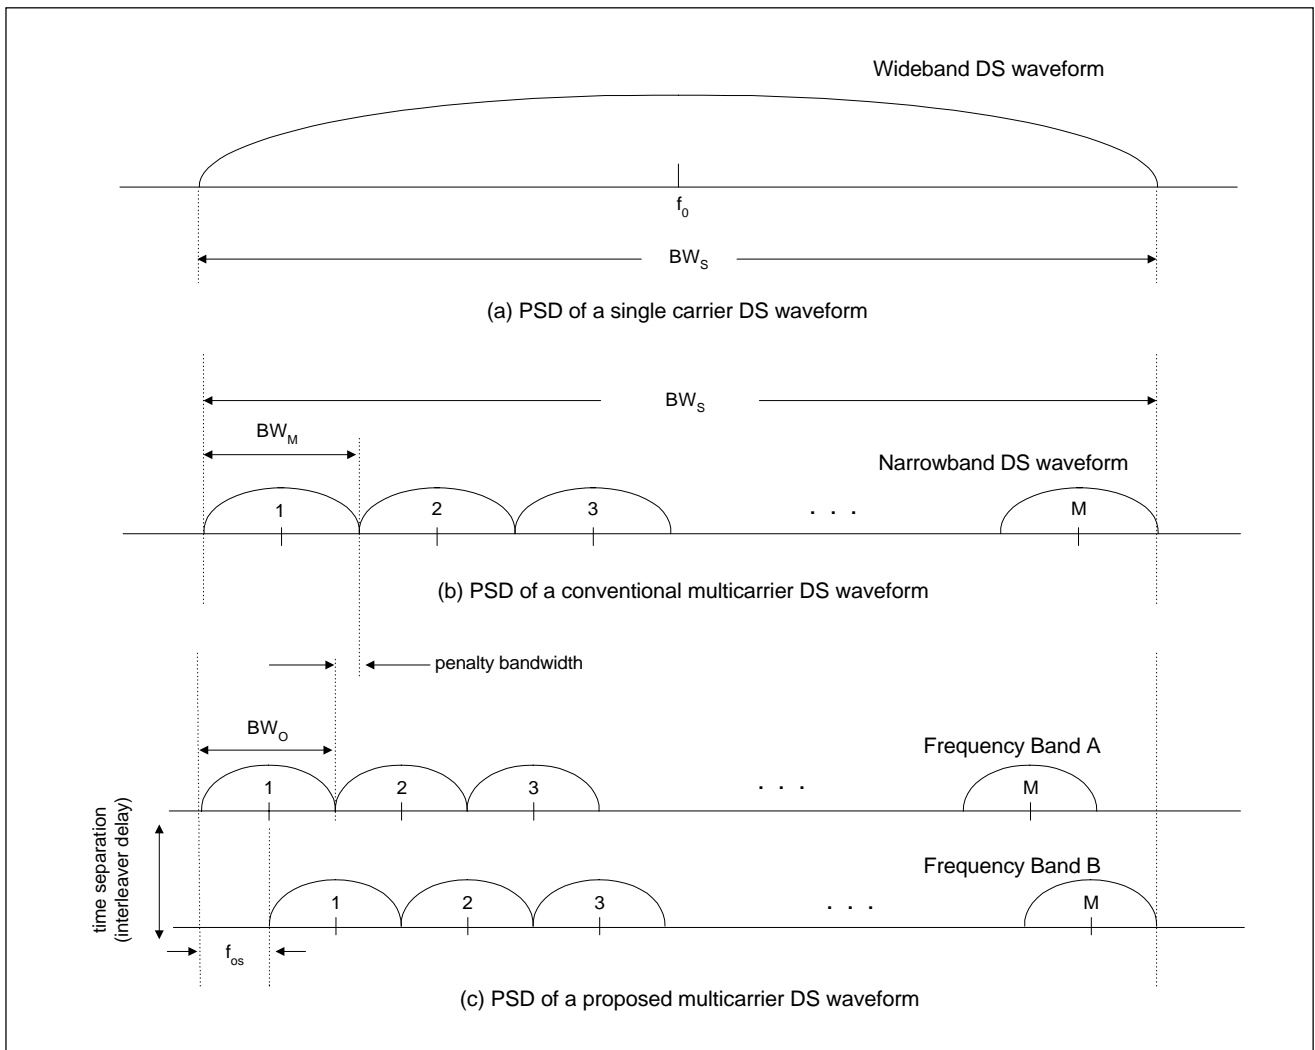 Wideband DS waveform
f0
BWS
(a) PSD of a single carrier DS waveform
BWS
BWM
Narrowband DS waveform
1 2 3 . . . M
(b) PSD of a conventional multicarrier DS waveform
penalty bandwidth
BWO
Frequency Band A
1 2 3 . . . M
time separation
(interleaver delay)
Frequency Band B
1 2 3 . . . M
fos
(c) PSD of a proposed multicarrier DS waveform